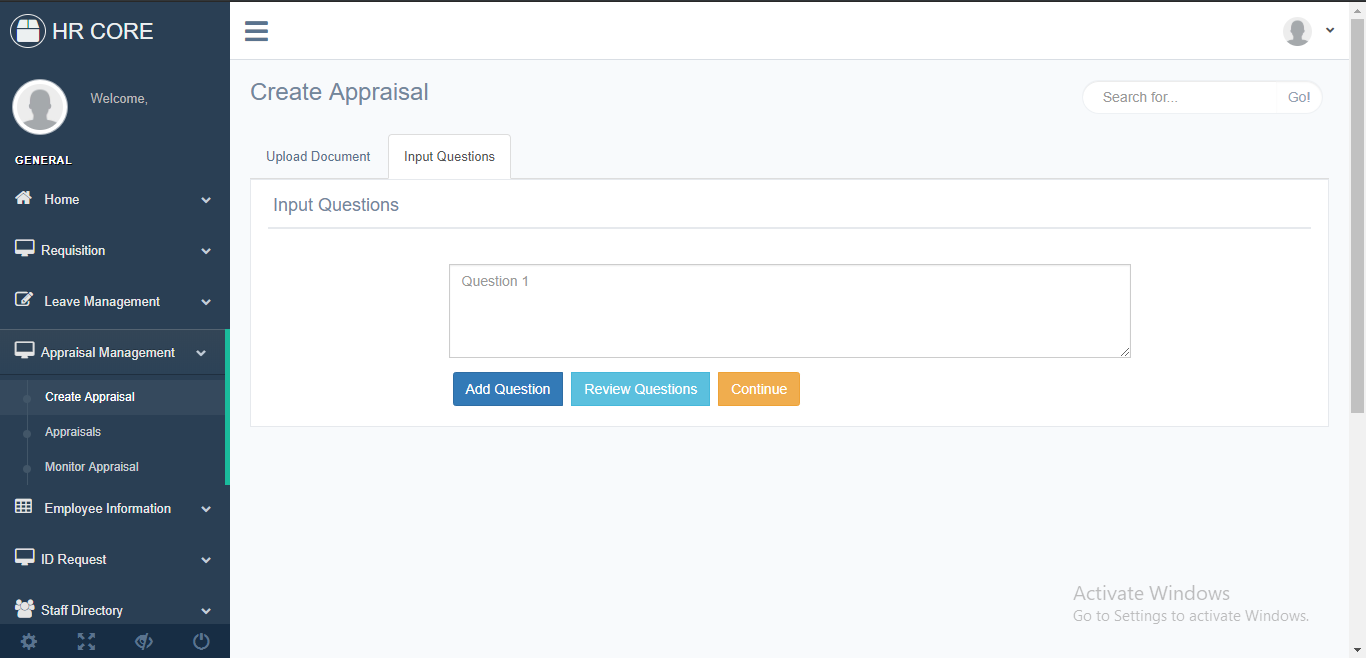 HR CORE
Welcome,
GENERAL
Home
Requisition
Leave Management
Appraisal Management
Create Appraisal
Appraisals
Monitor Appraisal
Employee Information
ID Request
Staff Directory
Create Appraisal
Search for...
Go!
Upload Document
Input Questions
Input Questions
Question 1
Add Question
Review Questions
Continue
Activate Windows
Go to Settings to activate Windows.